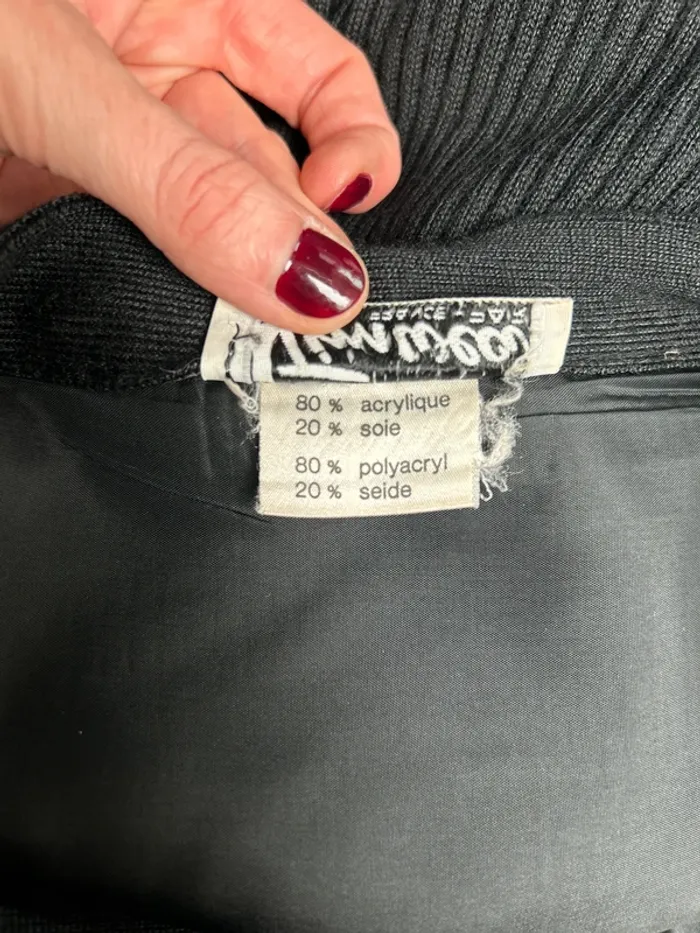 80 % acrylique
20 % soie
80 % polyacryl
20 % seide